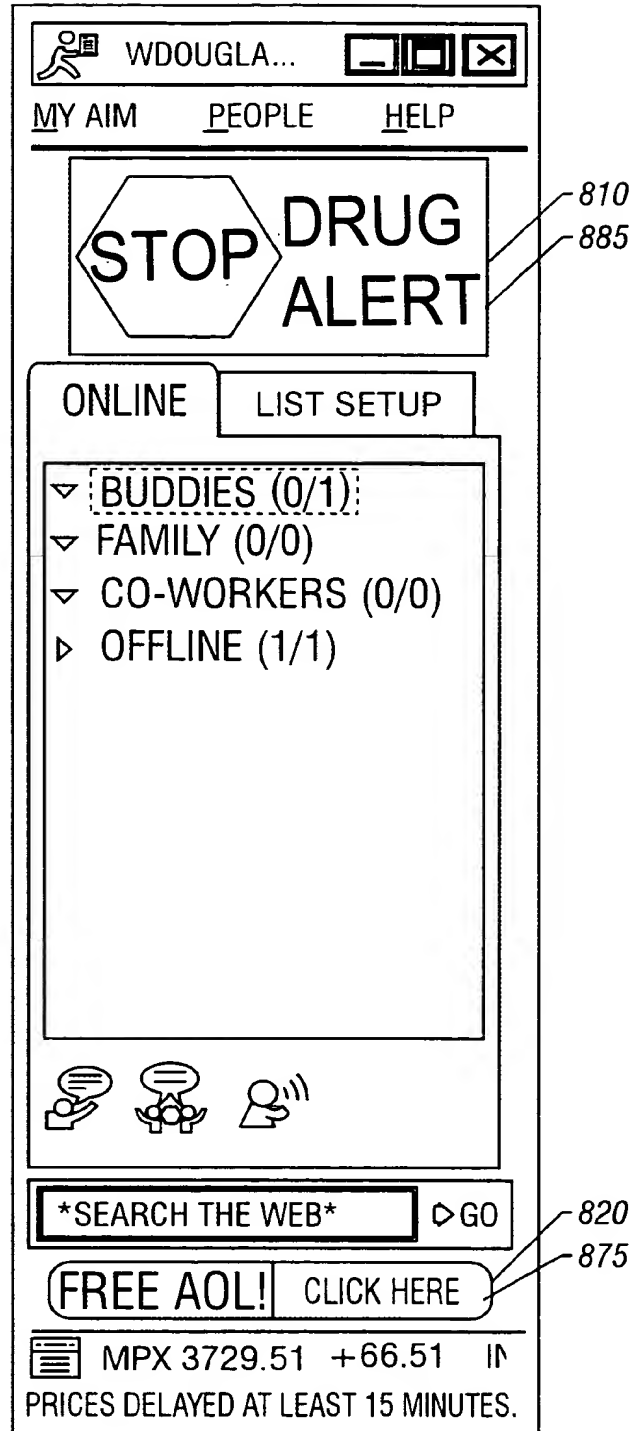 WDOUGLA...
MY AIM PEOPLE HELP
STOP DRUG ALERT
810
885
ONLINE LIST SETUP
BUDDIES (0/1)
FAMILY (0/0)
CO-WORKERS (0/0)
OFFLINE (1/1)
*SEARCH THE WEB* GO
820
FREE AOL! CLICK HERE
875
MPX 3729.51 +66.51
PRICES DELAYED AT LEAST 15 MINUTES.